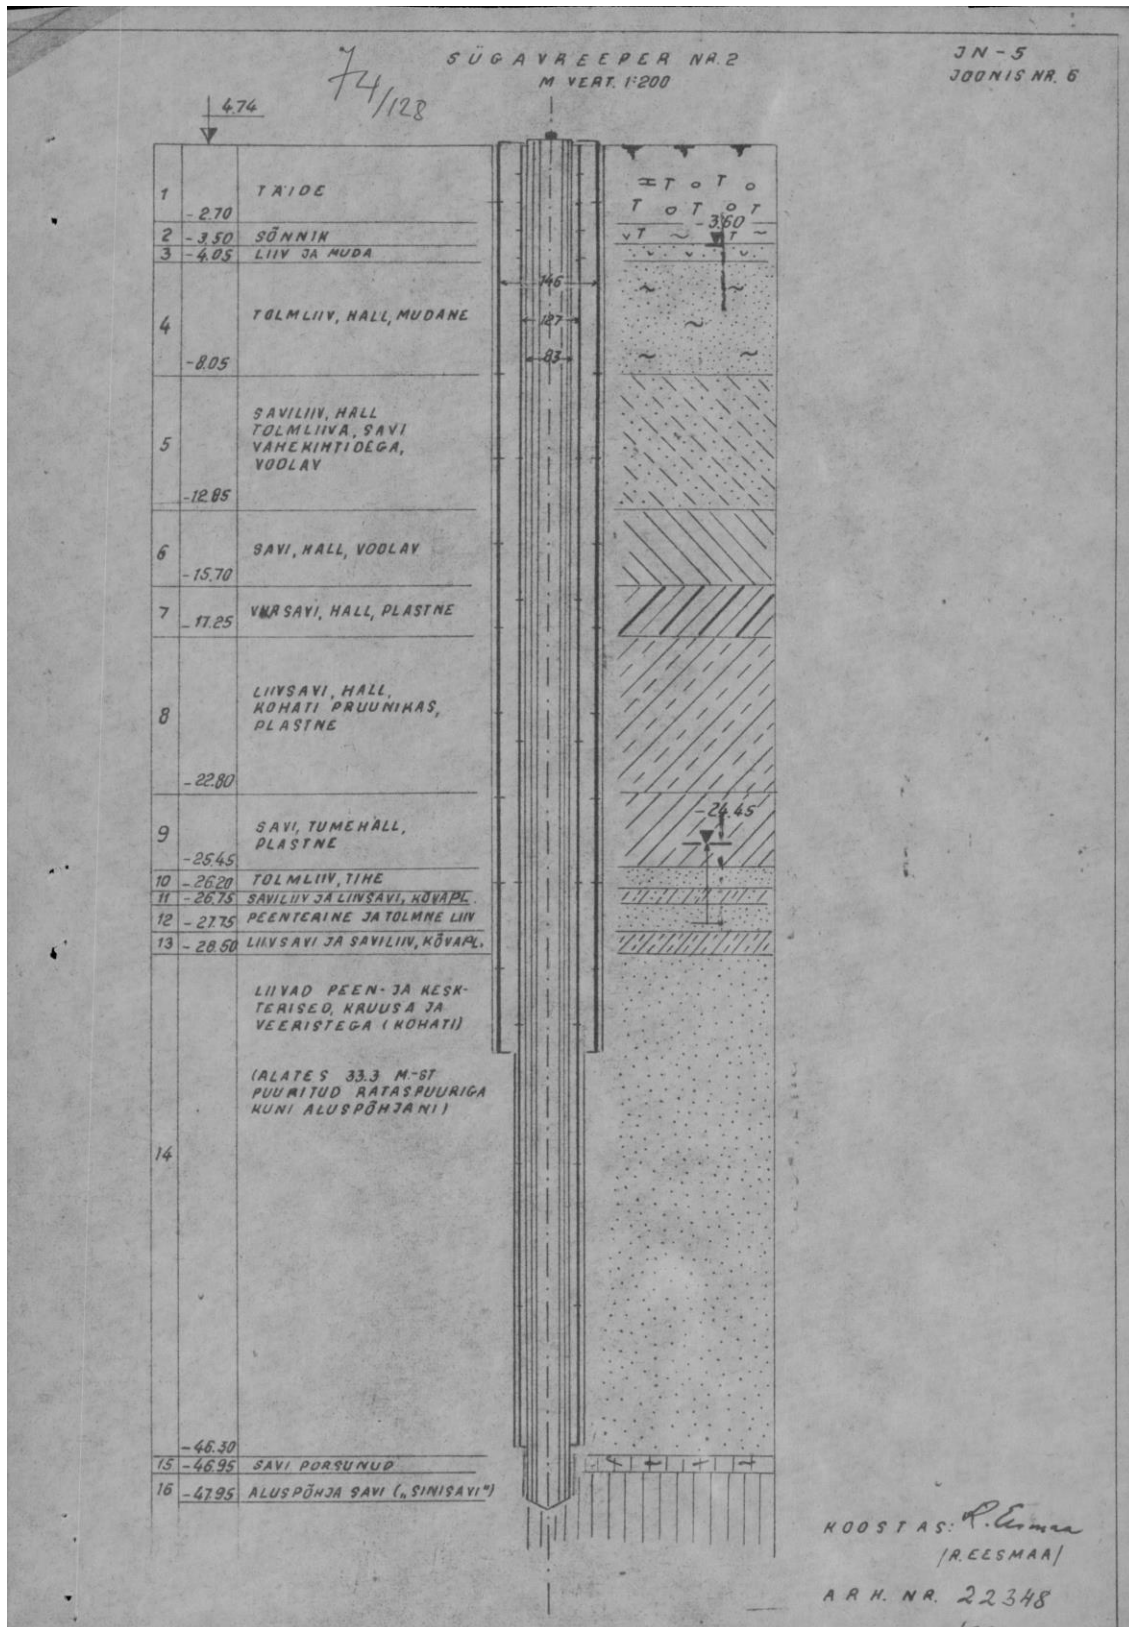 SÜGAVREEPER NR. 2
M VERT. 1:200
JN-5
JOONIS NR. 6
74/128
4.74
1 -2.70 TÄIDE
2 -3.50 SÕNNIK
3 -4.05 LIIV JA MUDA
4 -8.05 TOLMLIIV, HALL, MUDANE
5 -12.85 SAVILIIV, HALL
TOLMLIIVA, SAVI
VAHEKIHTIDEGA,
VOOLAV
6 -15.70 SAVI, HALL, VOOLAV
7 -17.25 VIIRSAVI, HALL, PLASTNE
8 -22.80 LIIVSAVI, HALL,
KOHATI PRUUNIKAS,
PLASTNE
9 -25.45 SAVI, TUMEHALL,
PLASTNE
10 -26.20 TOLMLIIV, TIHE
11 -26.75 SAVILIIV JA LIIVSAVI, KÕVAPL.
12 -27.75 PEENTERINE JA TOLMNE LIIV
13 -28.50 LIIVSAVI JA SAVILIIV, KÕVAPL.
14 -46.30 LIIVAD PEEN- JA KESK-
TERISED, KRUUSA JA
VEERISTEGA (KOHATI)
(ALATES 33.3 M.-ST
PUURITUD RATASPUURIGA
KUNI ALUSPÕHJANI)
15 -46.95 SAVI PORSUNUD
16 -47.95 ALUSPÕHJA SAVI („SINISAVI")
146
127
83
T T
T T T
-3.60
T T
-24.45
KOOSTAS: R. Eesmaa
/R. EESMAA/
ARH. NR. 22348